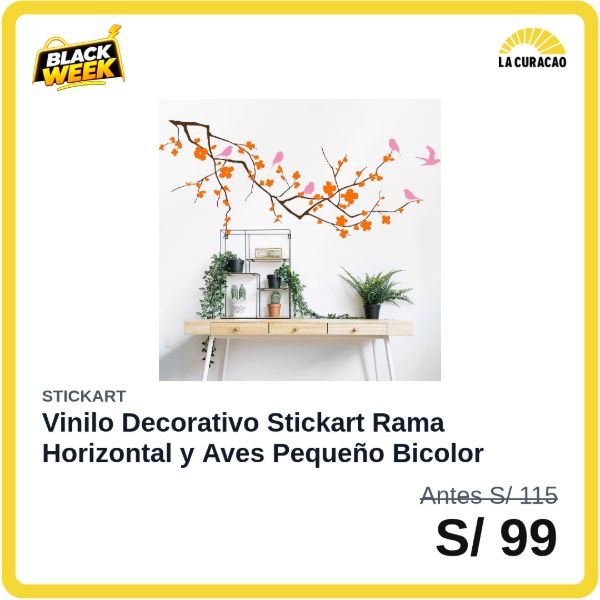 BLACK
WEEK
LA CURACAO
STICKART
Vinilo Decorativo Stickart Rama
Horizontal y Aves Pequeño Bicolor
Antes S/ 115
S/ 99